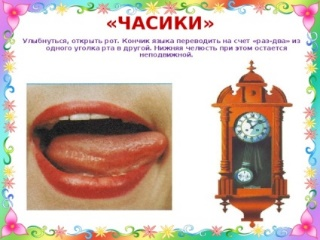 «ЧАСИКИ»
Улыбнуться, открыть рот. Кончик языка переводить на счет «раз-два» из
одного уголка рта в другой. Нижняя челюсть при этом остается
неподвижной.